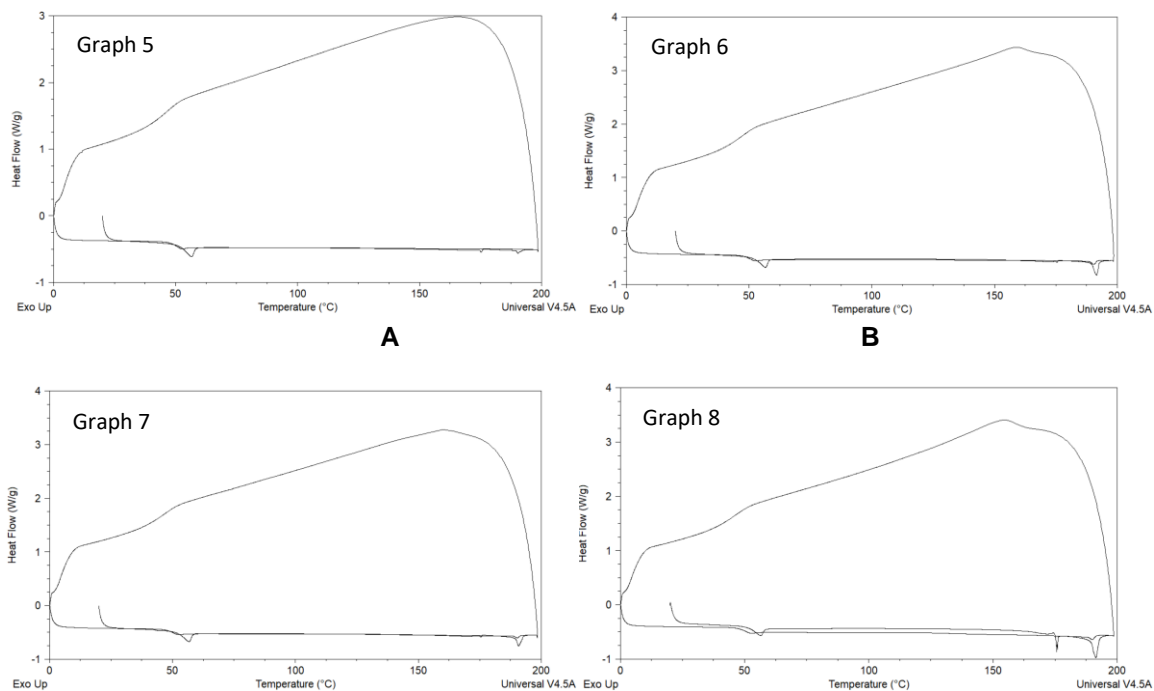 Graph 5
3
2
1
0
-1
Heat Flow (W/g)
0 50 100 150 200
Exo Up Temperature (°C) Universal V4.5A
A
Graph 6
4
3
2
1
0
-1
Heat Flow (W/g)
0 50 100 150 200
Exo Up Temperature (°C) Universal V4.5A
B
Graph 7
4
3
2
1
0
-1
Heat Flow (W/g)
0 50 100 150 200
Exo Up Temperature (°C) Universal V4.5A
Graph 8
4
3
2
1
0
-1
Heat Flow (W/g)
0 50 100 150 200
Exo Up Temperature (°C) Universal V4.5A